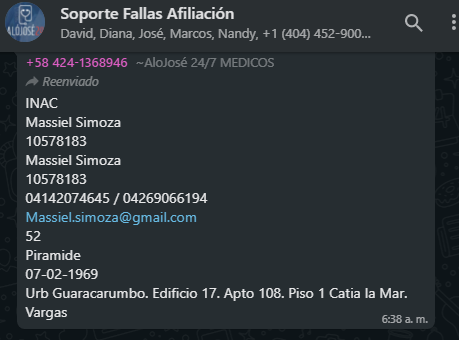 Soporte Fallas Afiliación
David, Diana, José, Marcos, Nandy, +1 (404) 452-900...
+58 424-1368946 ~AloJosé 24/7 MEDICOS
Reenviado
INAC
Massiel Simoza
10578183
Massiel Simoza
10578183
04142074645 / 04269066194
Massiel.simoza@gmail.com
52
Piramide
07-02-1969
Urb Guaracarumbo. Edificio 17. Apto 108. Piso 1 Catia la Mar.
Vargas
6:38 a. m.